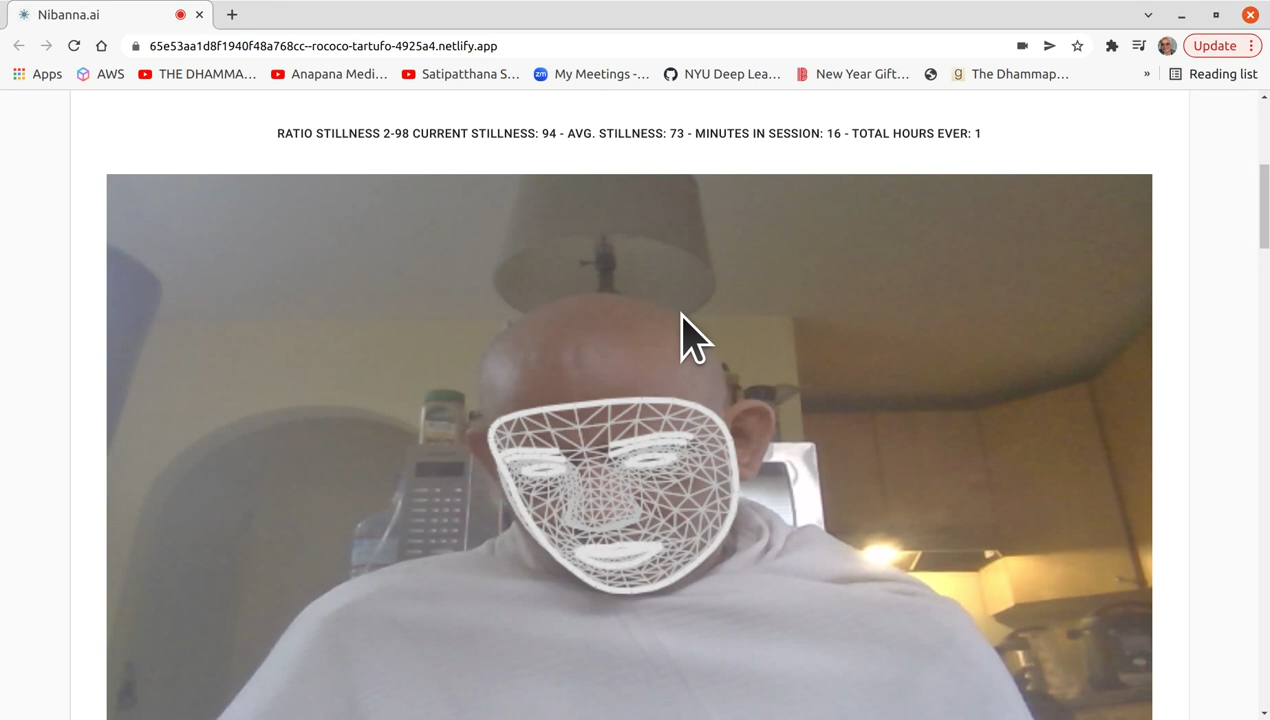 Nibanna.ai
65e53aa1d8f1940f48a768cc--rococo-tartufo-4925a4.netlify.app
Update
Apps
AWS
THE DHAMMA...
Anapana Medi...
Satipatthana S...
zm My Meetings -...
NYU Deep Lea...
New Year Gift...
g The Dhammap...
»
Reading list
RATIO STILLNESS 2-98 CURRENT STILLNESS: 94 - AVG. STILLNESS: 73 - MINUTES IN SESSION: 16 - TOTAL HOURS EVER: 1